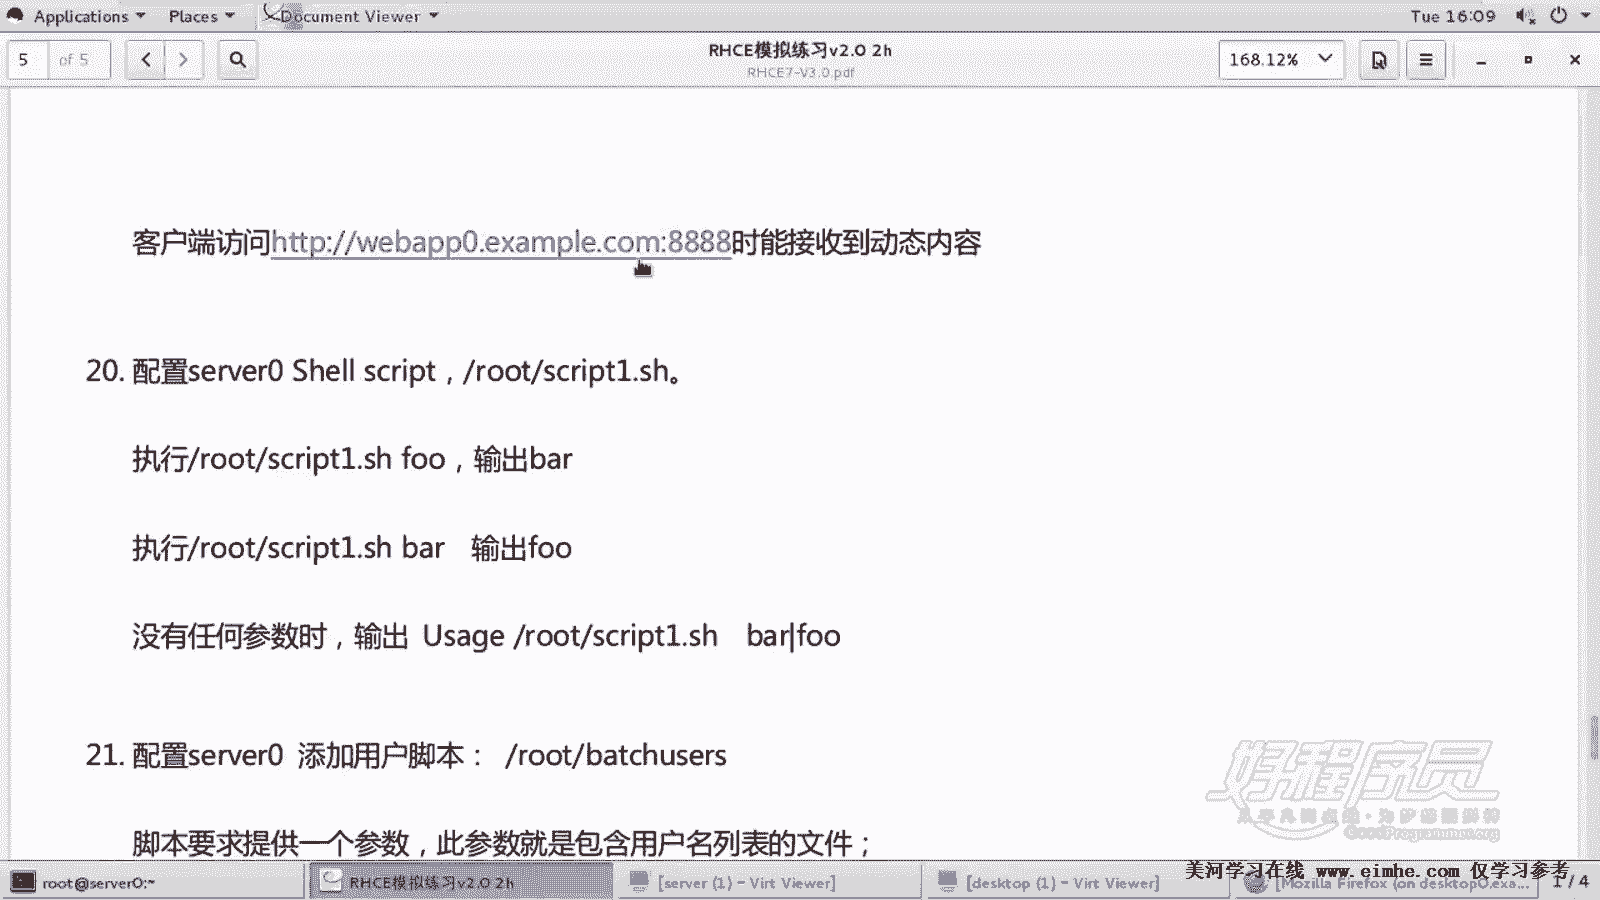 Applications Places Document Viewer Tue 16:09
5 of 5 RHCE模拟练习v2.0 2h 168.12%
RHCE7-V3.0.pdf
客户端访问http://webapp0.example.com:8888时能接收到动态内容
20. 配置server0 Shell script，/root/script1.sh。
执行/root/script1.sh foo，输出bar
执行/root/script1.sh bar 输出foo
没有任何参数时，输出 Usage /root/script1.sh bar|foo
21. 配置server0 添加用户脚本： /root/batchusers
脚本要求提供一个参数，此参数就是包含用户名列表的文件；
好程序员
GoodProgrammer.org
美河学习在线 www.eimhe.com 仅学习参考
root@server0:~ RHCE模拟练习v2.0 2h [server (1) - Virt Viewer] [desktop (1) - Virt Viewer] [Mozilla Firefox (on desktop0.exa... 1 / 4